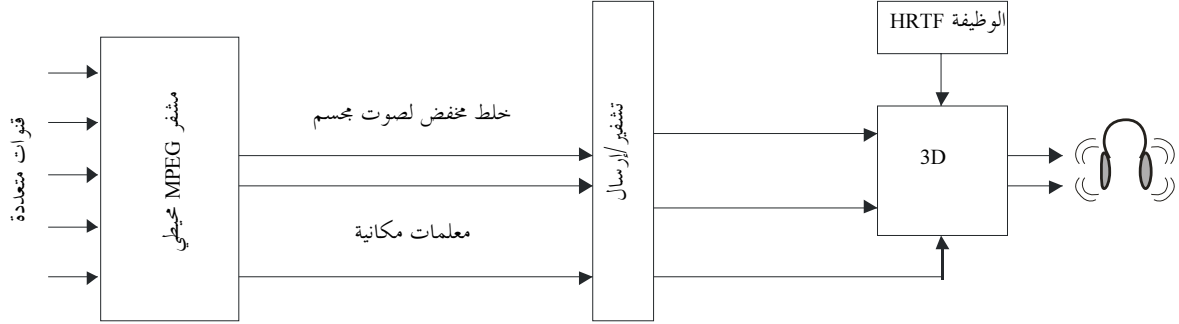 الوظيفة HRTF
قنوات متعددة
مشفر MPEG محيطي
خلط مخفض لصوت مجسم
معلمات مكانية
تشفير/إرسال
3D